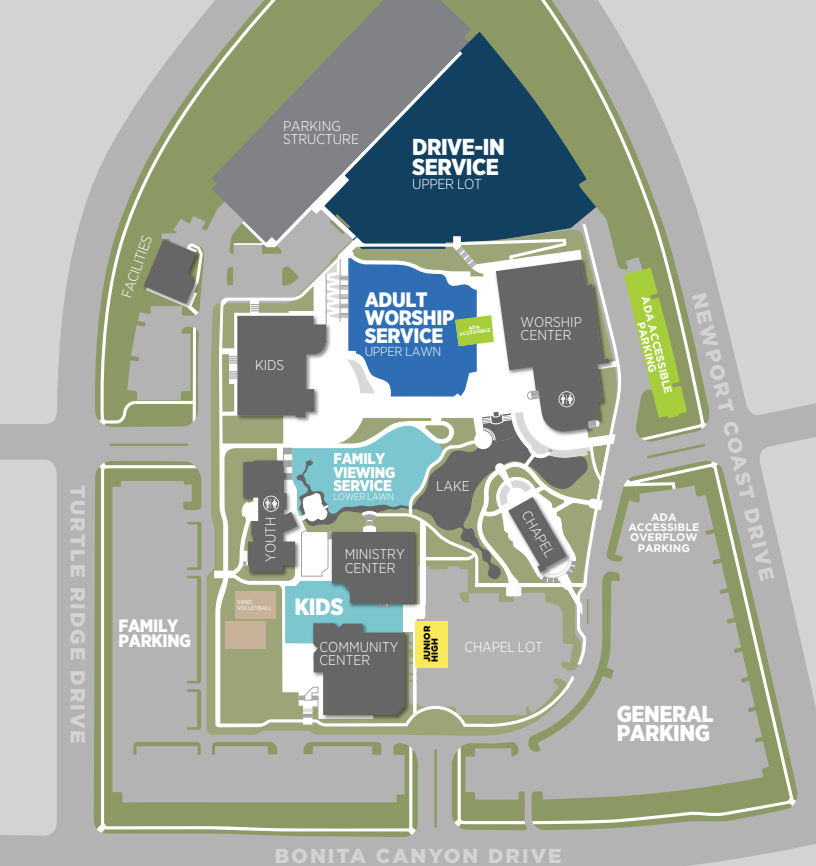 PARKING
STRUCTURE
DRIVE-IN
SERVICE
UPPER LOT
FACILITIES
ADULT
WORSHIP
SERVICE
UPPER LAWN
ADA
ACCESSIBLE
WORSHIP
CENTER
ADA ACCESSIBLE
PARKING
KIDS
NEWPORT COAST DRIVE
FAMILY
VIEWING
SERVICE
LOWER LAWN
LAKE
YOUTH
CHAPEL
ADA
ACCESSIBLE
OVERFLOW
PARKING
MINISTRY
CENTER
TURTLE RIDGE DRIVE
SAND
VOLLEYBALL
KIDS
FAMILY
PARKING
COMMUNITY
CENTER
JUNIOR
HIGH
CHAPEL LOT
GENERAL
PARKING
BONITA CANYON DRIVE